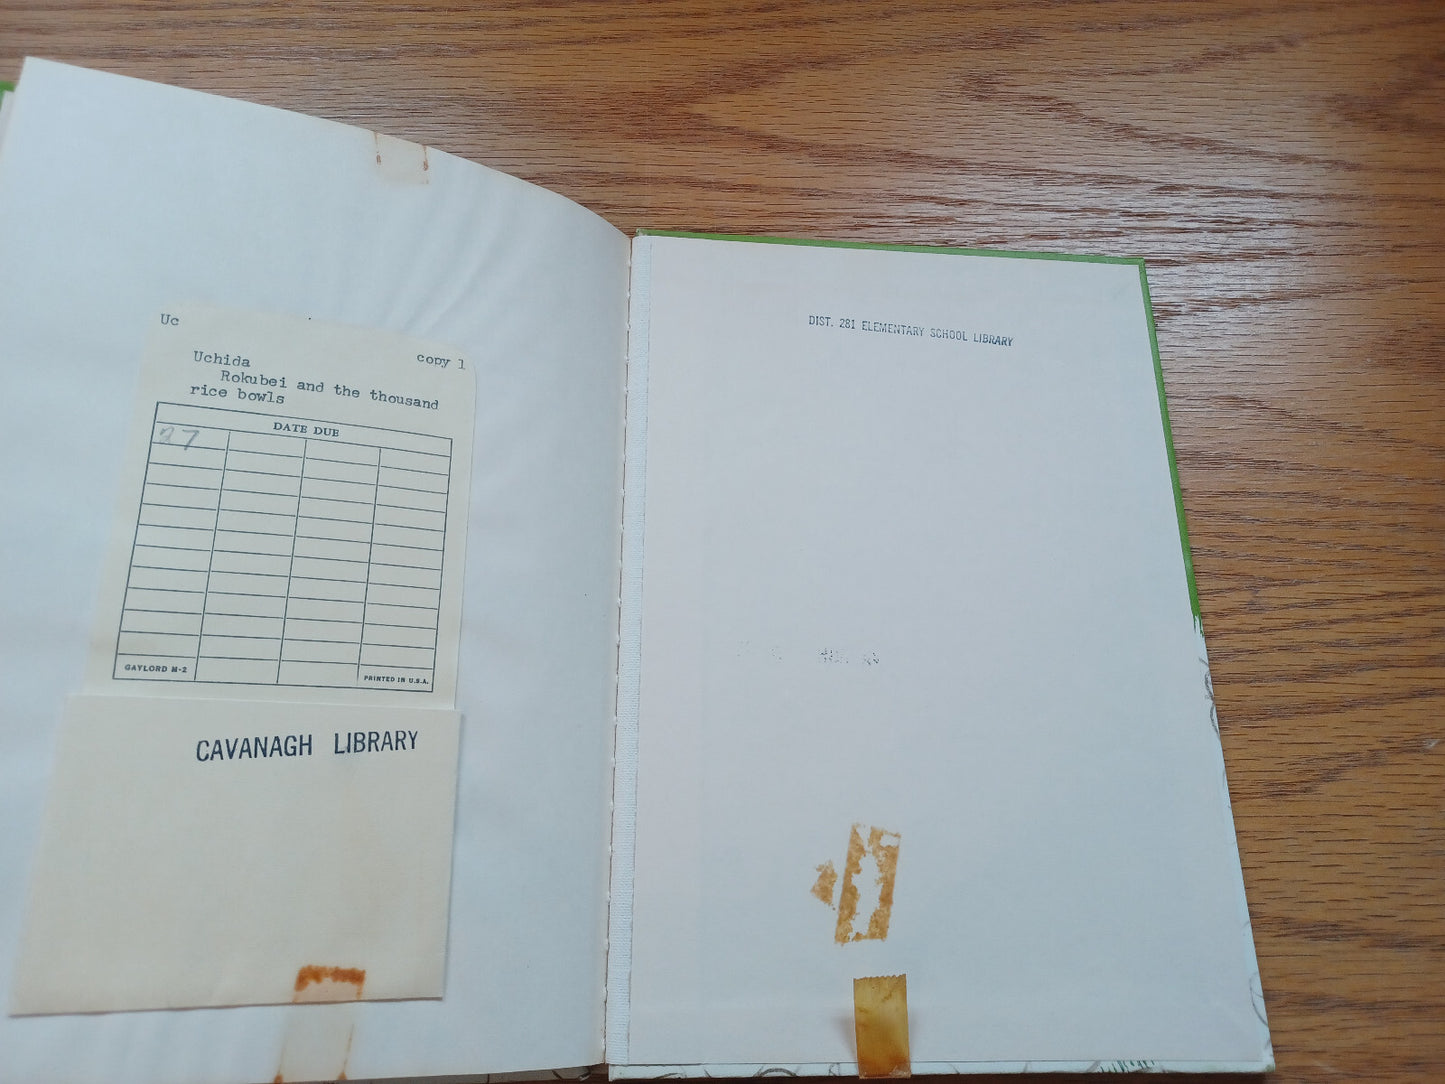 Uc
Uchida copy 1
Rokubei and the thousand
rice bowls
DATE DUE
27
GAYLORD M-2
PRINTED IN U.S.A.
CAVANAGH LIBRARY
DIST. 281 ELEMENTARY SCHOOL LIBRARY